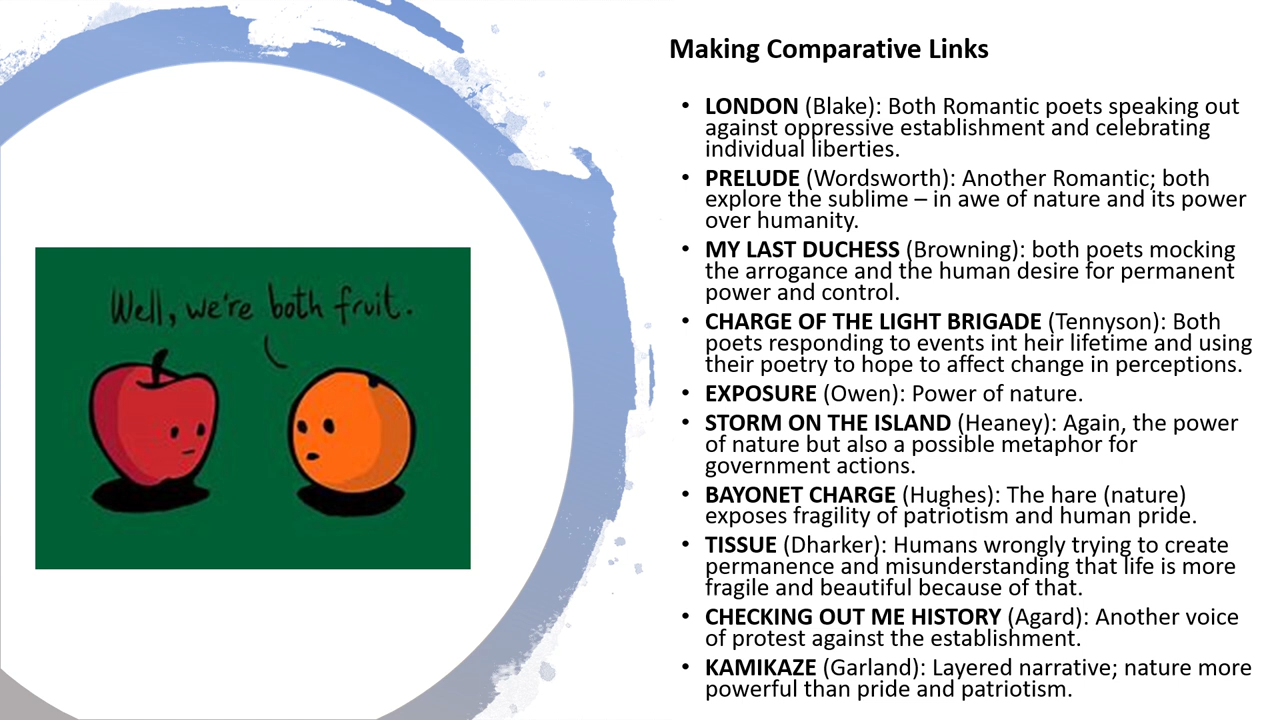 Making Comparative Links
• LONDON (Blake): Both Romantic poets speaking out
against oppressive establishment and celebrating
individual liberties.
• PRELUDE (Wordsworth): Another Romantic; both
explore the sublime – in awe of nature and its power
over humanity.
• MY LAST DUCHESS (Browning): both poets mocking
the arrogance and the human desire for permanent
power and control.
• CHARGE OF THE LIGHT BRIGADE (Tennyson): Both
poets responding to events int heir lifetime and using
their poetry to hope to affect change in perceptions.
• EXPOSURE (Owen): Power of nature.
• STORM ON THE ISLAND (Heaney): Again, the power
of nature but also a possible metaphor for
government actions.
• BAYONET CHARGE (Hughes): The hare (nature)
exposes fragility of patriotism and human pride.
• TISSUE (Dharker): Humans wrongly trying to create
permanence and misunderstanding that life is more
fragile and beautiful because of that.
• CHECKING OUT ME HISTORY (Agard): Another voice
of protest against the establishment.
• KAMIKAZE (Garland): Layered narrative; nature more
powerful than pride and patriotism.
Well, we're both fruit.